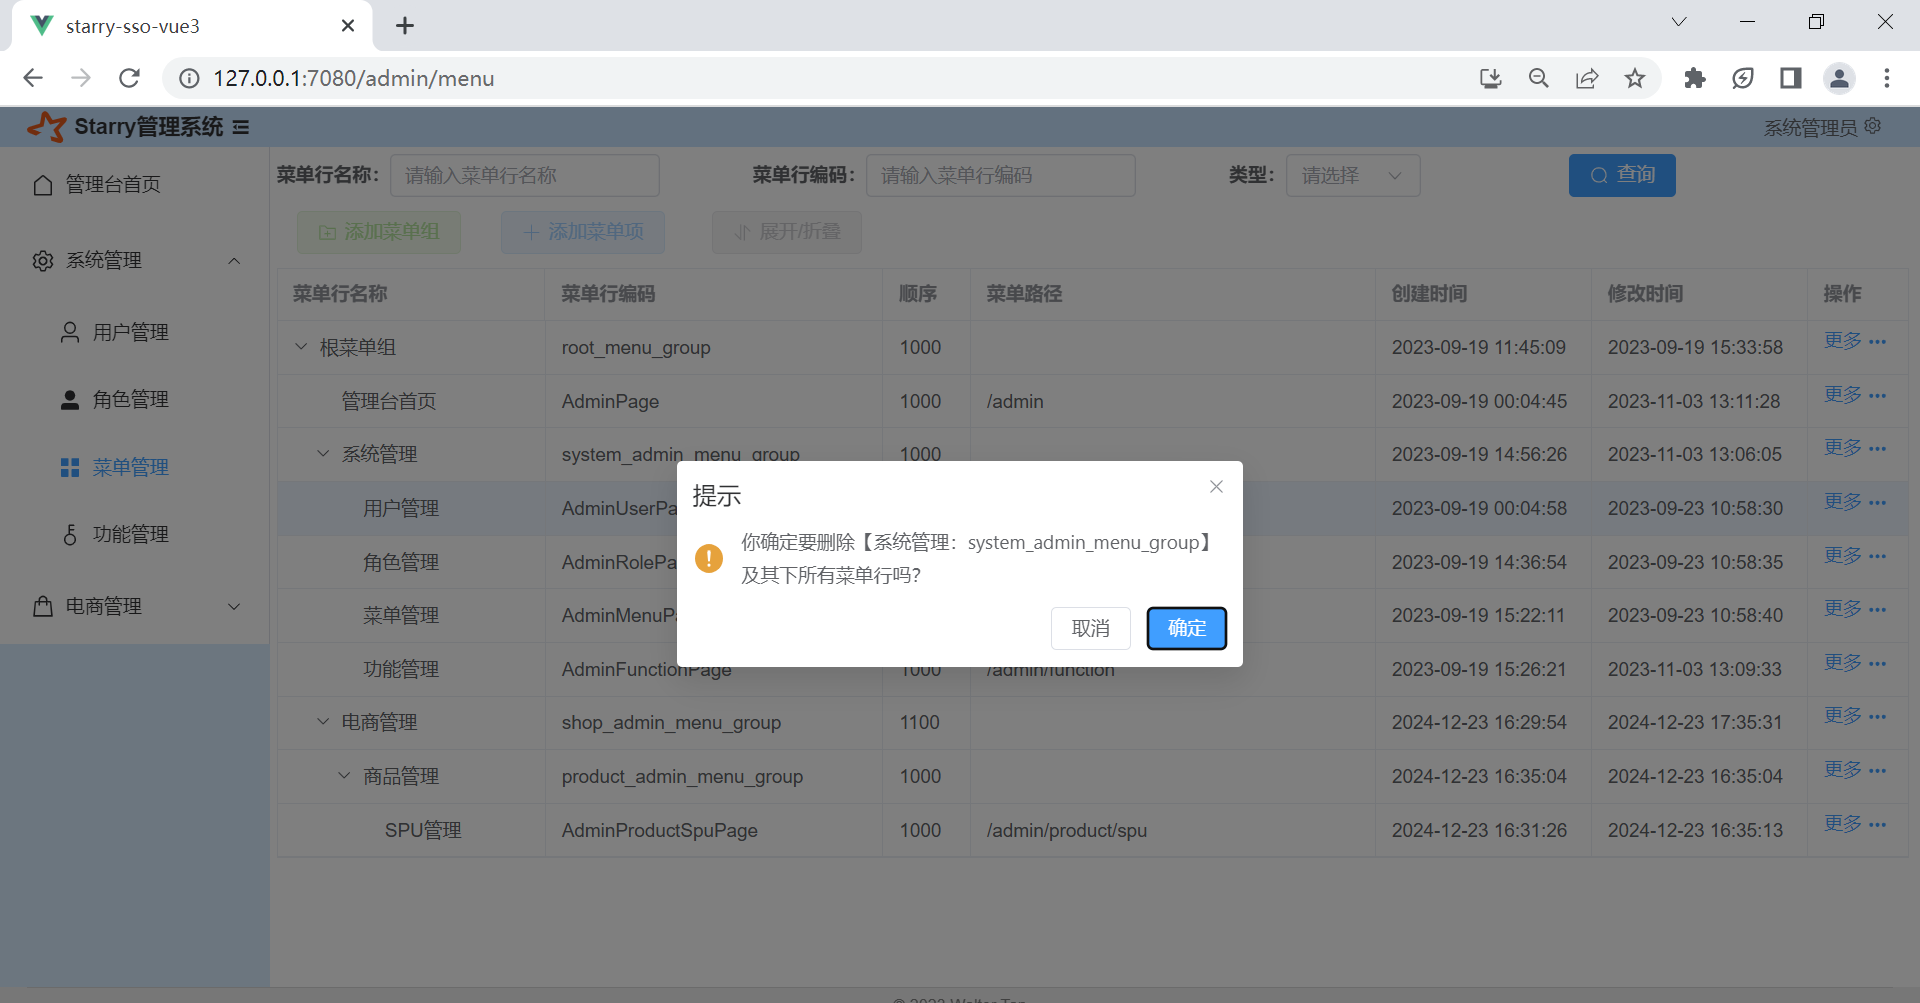 starry-sso-vue3
127.0.0.1:7080/admin/menu
Starry管理系统
系统管理员
管理台首页
系统管理
用户管理
角色管理
菜单管理
功能管理
电商管理
菜单行名称: 请输入菜单行名称 菜单行编码: 请输入菜单行编码 类型: 请选择 查询
添加菜单组 添加菜单项 展开/折叠
菜单行名称 菜单行编码 顺序 菜单路径 创建时间 修改时间 操作
根菜单组 root_menu_group 1000 2023-09-19 11:45:09 2023-09-19 15:33:58 更多
管理台首页 AdminPage 1000 /admin 2023-09-19 00:04:45 2023-11-03 13:11:28 更多
系统管理 system_admin_menu_group 1000 2023-09-19 14:56:26 2023-11-03 13:06:05 更多
用户管理 AdminUserPa 2023-09-19 00:04:58 2023-09-23 10:58:30 更多
角色管理 AdminRolePa 2023-09-19 14:36:54 2023-09-23 10:58:35 更多
菜单管理 AdminMenuP 2023-09-19 15:22:11 2023-09-23 10:58:40 更多
功能管理 AdminFunctionPage 1000 /admin/function 2023-09-19 15:26:21 2023-11-03 13:09:33 更多
电商管理 shop_admin_menu_group 1100 2024-12-23 16:29:54 2024-12-23 17:35:31 更多
商品管理 product_admin_menu_group 1000 2024-12-23 16:35:04 2024-12-23 16:35:04 更多
SPU管理 AdminProductSpuPage 1000 /admin/product/spu 2024-12-23 16:31:26 2024-12-23 16:35:13 更多
提示
你确定要删除【系统管理：system_admin_menu_group】
及其下所有菜单行吗?
取消 确定